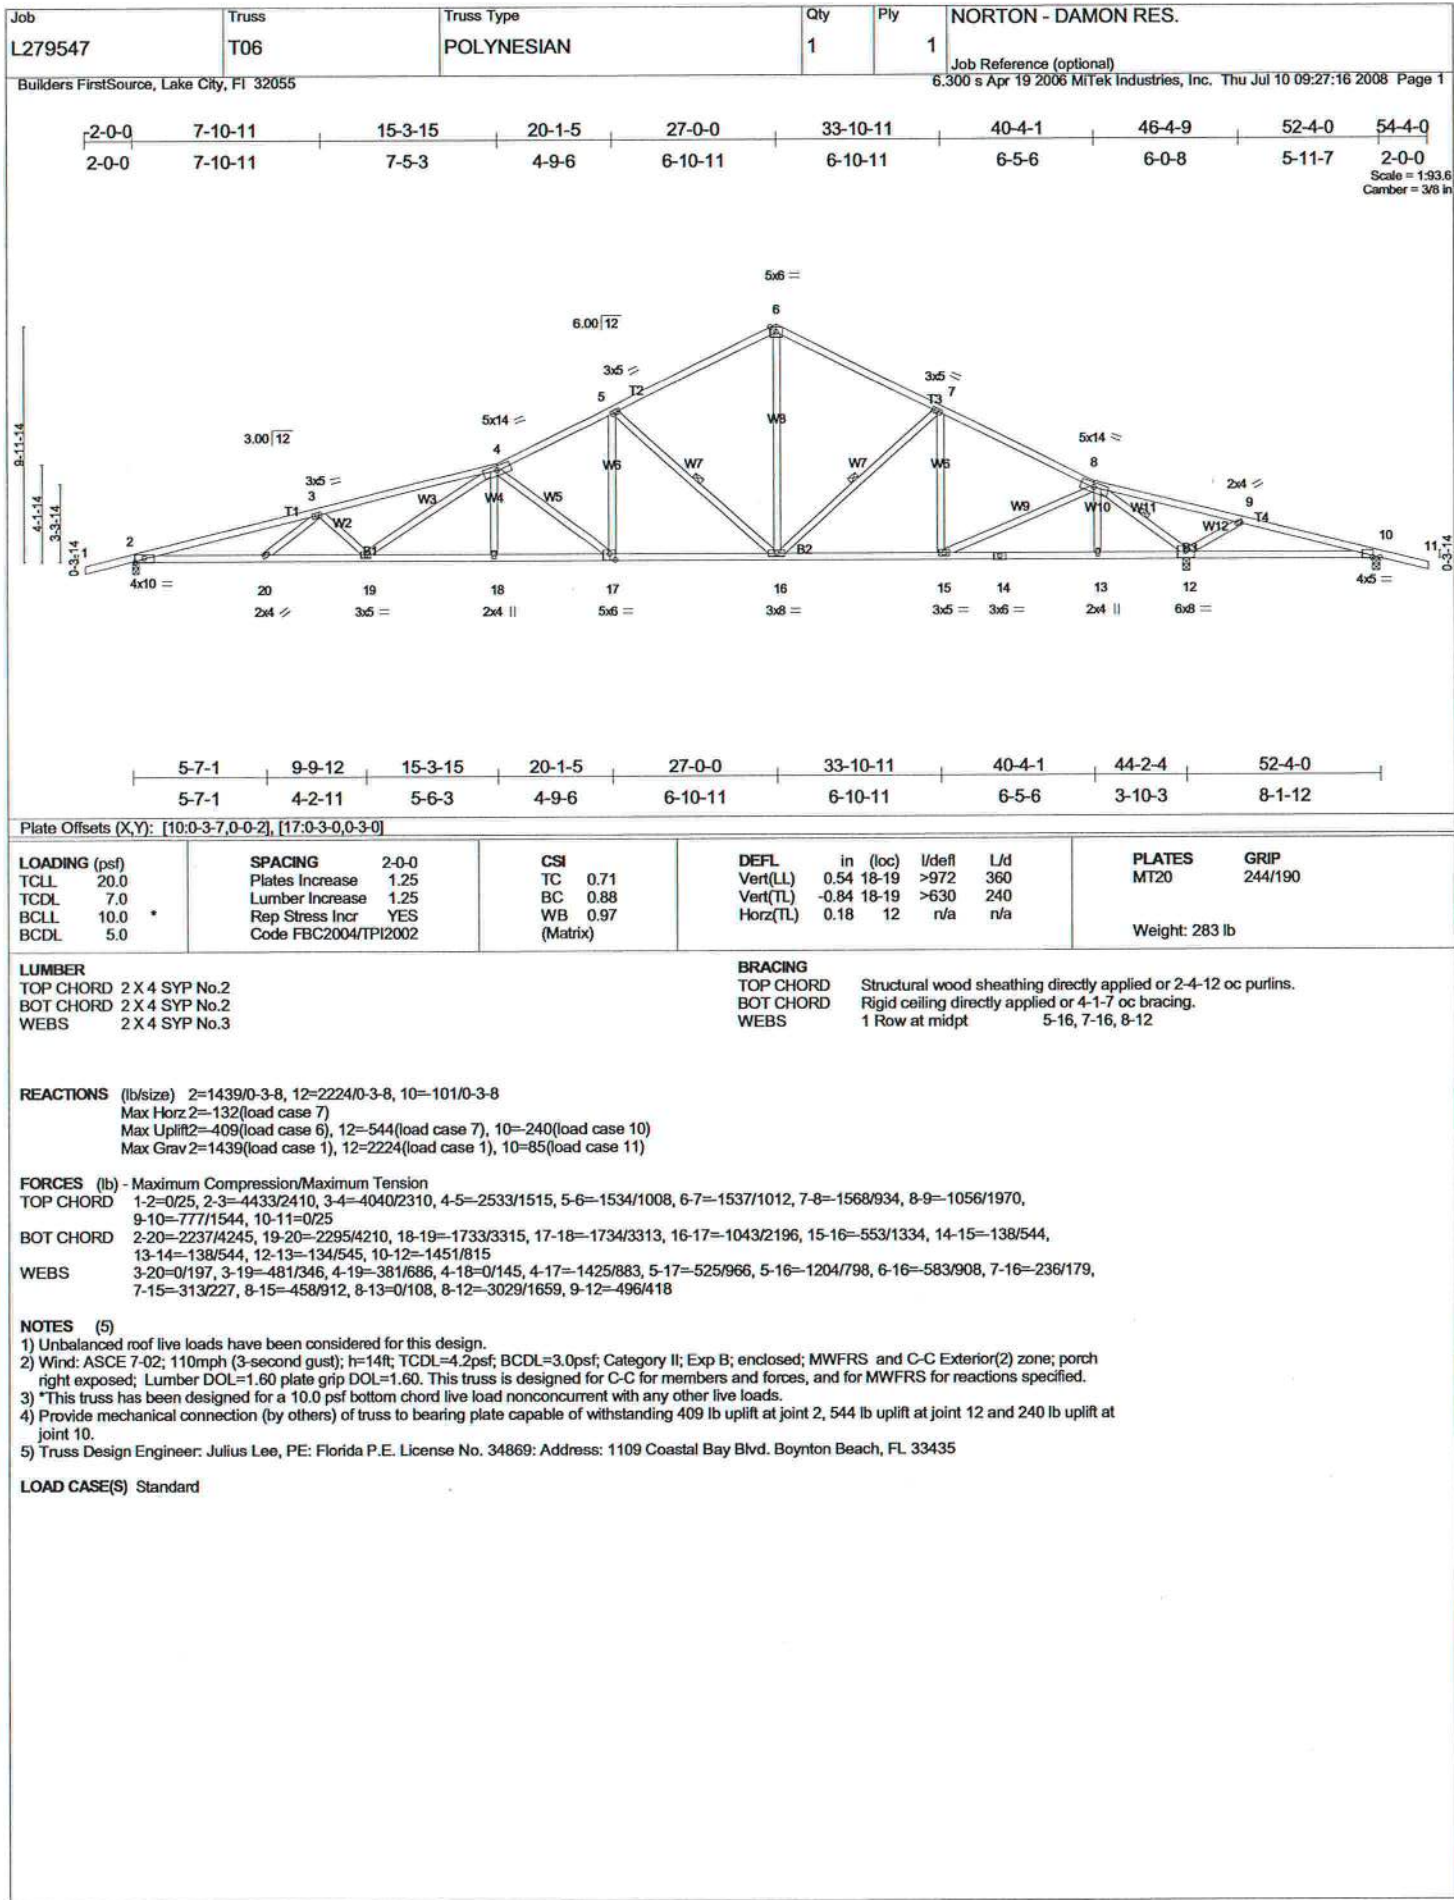 Job Truss Truss Type Qty Ply NORTON - DAMON RES.
L279547 T06 POLYNESIAN 1 1
Job Reference (optional)
Builders FirstSource, Lake City, Fl 32055 6.300 s Apr 19 2006 MiTek Industries, Inc. Thu Jul 10 09:27:16 2008 Page 1
-2-0-0 7-10-11 15-3-15 20-1-5 27-0-0 33-10-11 40-4-1 46-4-9 52-4-0 54-4-0
2-0-0 7-10-11 7-5-3 4-9-6 6-10-11 6-10-11 6-5-6 6-0-8 5-11-7 2-0-0
Scale = 1:93.6
Camber = 3/8 in
5x6 =
6
6.00 12
3x5 =
5 T2
3x5 =
T3 7
5x14 =
4
W8
3.00 12
5x14 =
8
9-11-14
4-1-14
3-3-14
0-3-14
3x5 =
3
T1
W2
W3
W4
W5
W6
W7
W7
W6
W9
W10
W11
2x4 =
9
T4
W12
1
2
B1
B2
B3
10
11
0-3-14
4x10 =
4x5 =
20 19 18 17 16 15 14 13 12
2x4 // 3x5 = 2x4 || 5x6 = 3x8 = 3x5 = 3x6 = 2x4 || 6x8 =
5-7-1 9-9-12 15-3-15 20-1-5 27-0-0 33-10-11 40-4-1 44-2-4 52-4-0
5-7-1 4-2-11 5-6-3 4-9-6 6-10-11 6-10-11 6-5-6 3-10-3 8-1-12
Plate Offsets (X,Y): [10:0-3-7,0-0-2], [17:0-3-0,0-3-0]
LOADING (psf) SPACING 2-0-0 CSI DEFL in (loc) l/defl L/d PLATES GRIP
TCLL 20.0 Plates Increase 1.25 TC 0.71 Vert(LL) 0.54 18-19 >972 360 MT20 244/190
TCDL 7.0 Lumber Increase 1.25 BC 0.88 Vert(TL) -0.84 18-19 >630 240
BCLL 10.0 * Rep Stress Incr YES WB 0.97 Horz(TL) 0.18 12 n/a n/a
BCDL 5.0 Code FBC2004/TPI2002 (Matrix) Weight: 283 lb
LUMBER
TOP CHORD 2 X 4 SYP No.2
BOT CHORD 2 X 4 SYP No.2
WEBS 2 X 4 SYP No.3
BRACING
TOP CHORD Structural wood sheathing directly applied or 2-4-12 oc purlins.
BOT CHORD Rigid ceiling directly applied or 4-1-7 oc bracing.
WEBS 1 Row at midpt 5-16, 7-16, 8-12
REACTIONS (lb/size) 2=1439/0-3-8, 12=2224/0-3-8, 10=-101/0-3-8
Max Horz 2=-132(load case 7)
Max Uplift2=-409(load case 6), 12=-544(load case 7), 10=-240(load case 10)
Max Grav 2=1439(load case 1), 12=2224(load case 1), 10=85(load case 11)
FORCES (lb) - Maximum Compression/Maximum Tension
TOP CHORD 1-2=0/25, 2-3=-4433/2410, 3-4=-4040/2310, 4-5=-2533/1515, 5-6=-1534/1008, 6-7=-1537/1012, 7-8=-1568/934, 8-9=-1056/1970,
9-10=-777/1544, 10-11=0/25
BOT CHORD 2-20=-2237/4245, 19-20=-2295/4210, 18-19=-1733/3315, 17-18=-1734/3313, 16-17=-1043/2196, 15-16=-553/1334, 14-15=-138/544,
13-14=-138/544, 12-13=-134/545, 10-12=-1451/815
WEBS 3-20=0/197, 3-19=-481/346, 4-19=-381/686, 4-18=0/145, 4-17=-1425/883, 5-17=-525/966, 5-16=-1204/798, 6-16=-583/908, 7-16=-236/179,
7-15=-313/227, 8-15=-458/912, 8-13=0/108, 8-12=-3029/1659, 9-12=-496/418
NOTES (5)
1) Unbalanced roof live loads have been considered for this design.
2) Wind: ASCE 7-02; 110mph (3-second gust); h=14ft; TCDL=4.2psf; BCDL=3.0psf; Category II; Exp B; enclosed; MWFRS and C-C Exterior(2) zone; porch
right exposed; Lumber DOL=1.60 plate grip DOL=1.60. This truss is designed for C-C for members and forces, and for MWFRS for reactions specified.
3) *This truss has been designed for a 10.0 psf bottom chord live load nonconcurrent with any other live loads.
4) Provide mechanical connection (by others) of truss to bearing plate capable of withstanding 409 lb uplift at joint 2, 544 lb uplift at joint 12 and 240 lb uplift at
joint 10.
5) Truss Design Engineer: Julius Lee, PE: Florida P.E. License No. 34869: Address: 1109 Coastal Bay Blvd. Boynton Beach, FL 33435
LOAD CASE(S) Standard